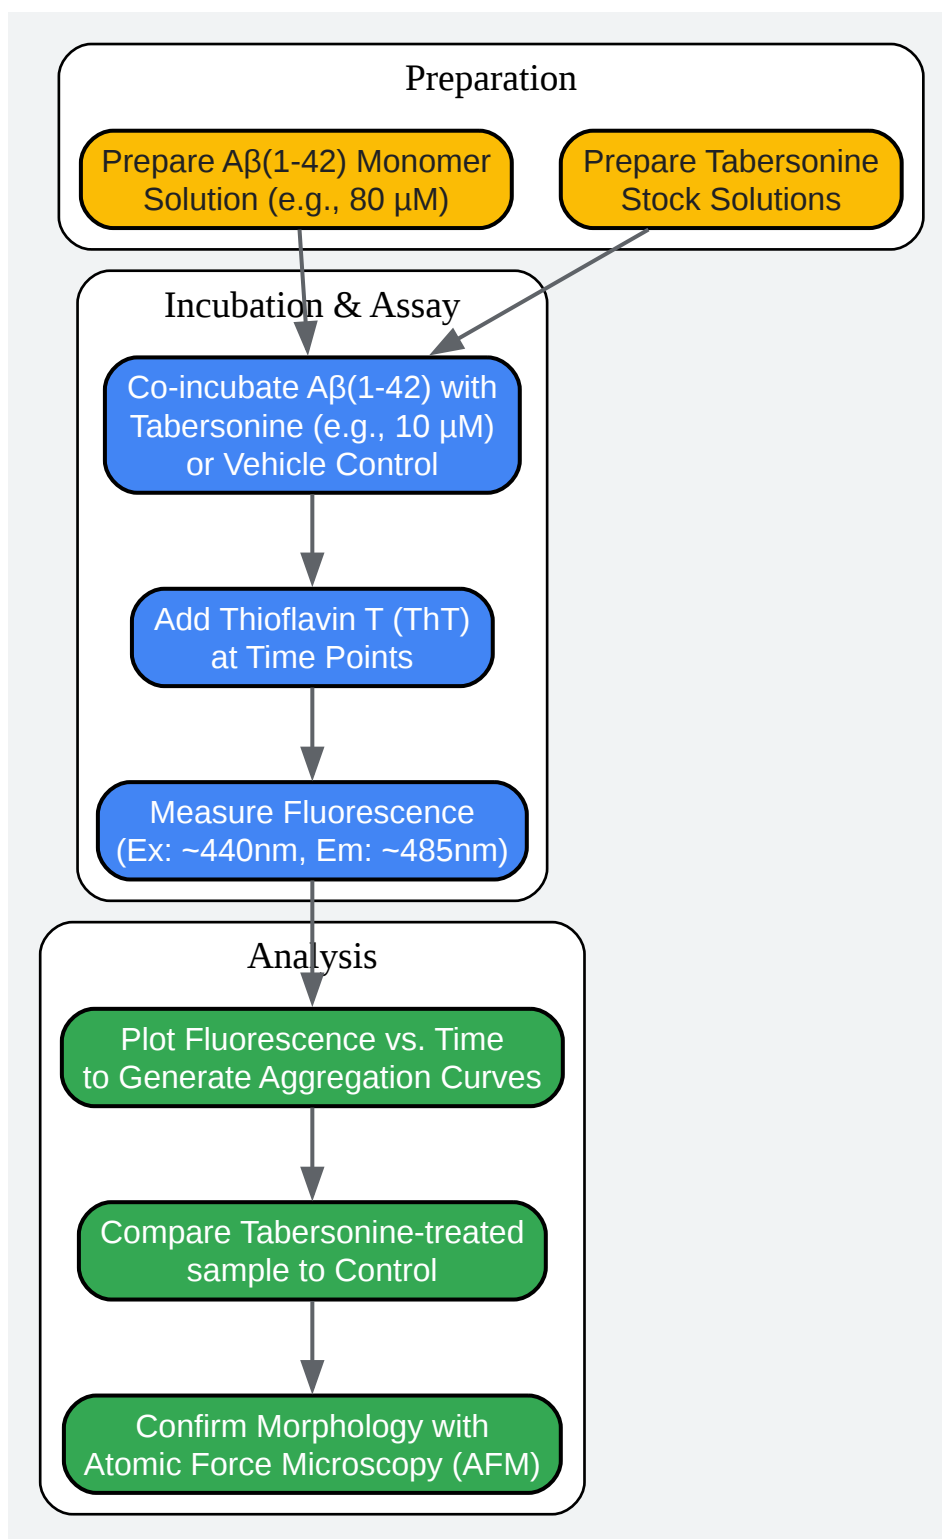 Preparation
Prepare Aβ(1-42) Monomer
Solution (e.g., 80 µM)
Prepare Tabersonine
Stock Solutions
Incubation & Assay
Co-incubate Aβ(1-42) with
Tabersonine (e.g., 10 µM)
or Vehicle Control
Add Thioflavin T (ThT)
at Time Points
Measure Fluorescence
(Ex: ~440nm, Em: ~485nm)
Analysis
Plot Fluorescence vs. Time
to Generate Aggregation Curves
Compare Tabersonine-treated
sample to Control
Confirm Morphology with
Atomic Force Microscopy (AFM)